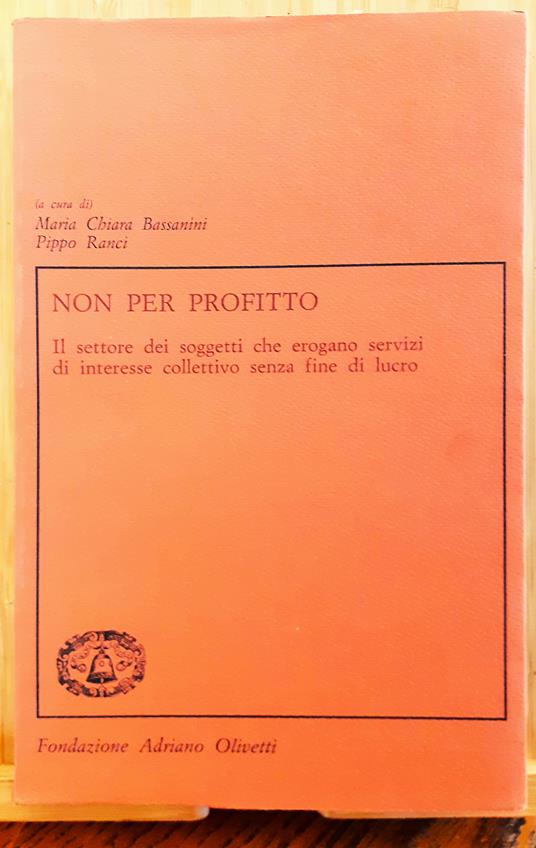 (a cura di)
Maria Chiara Bassanini
Pippo Ranci
NON PER PROFITTO
Il settore dei soggetti che erogano servizi
di interesse collettivo senza fine di lucro
Fondazione Adriano Olivetti